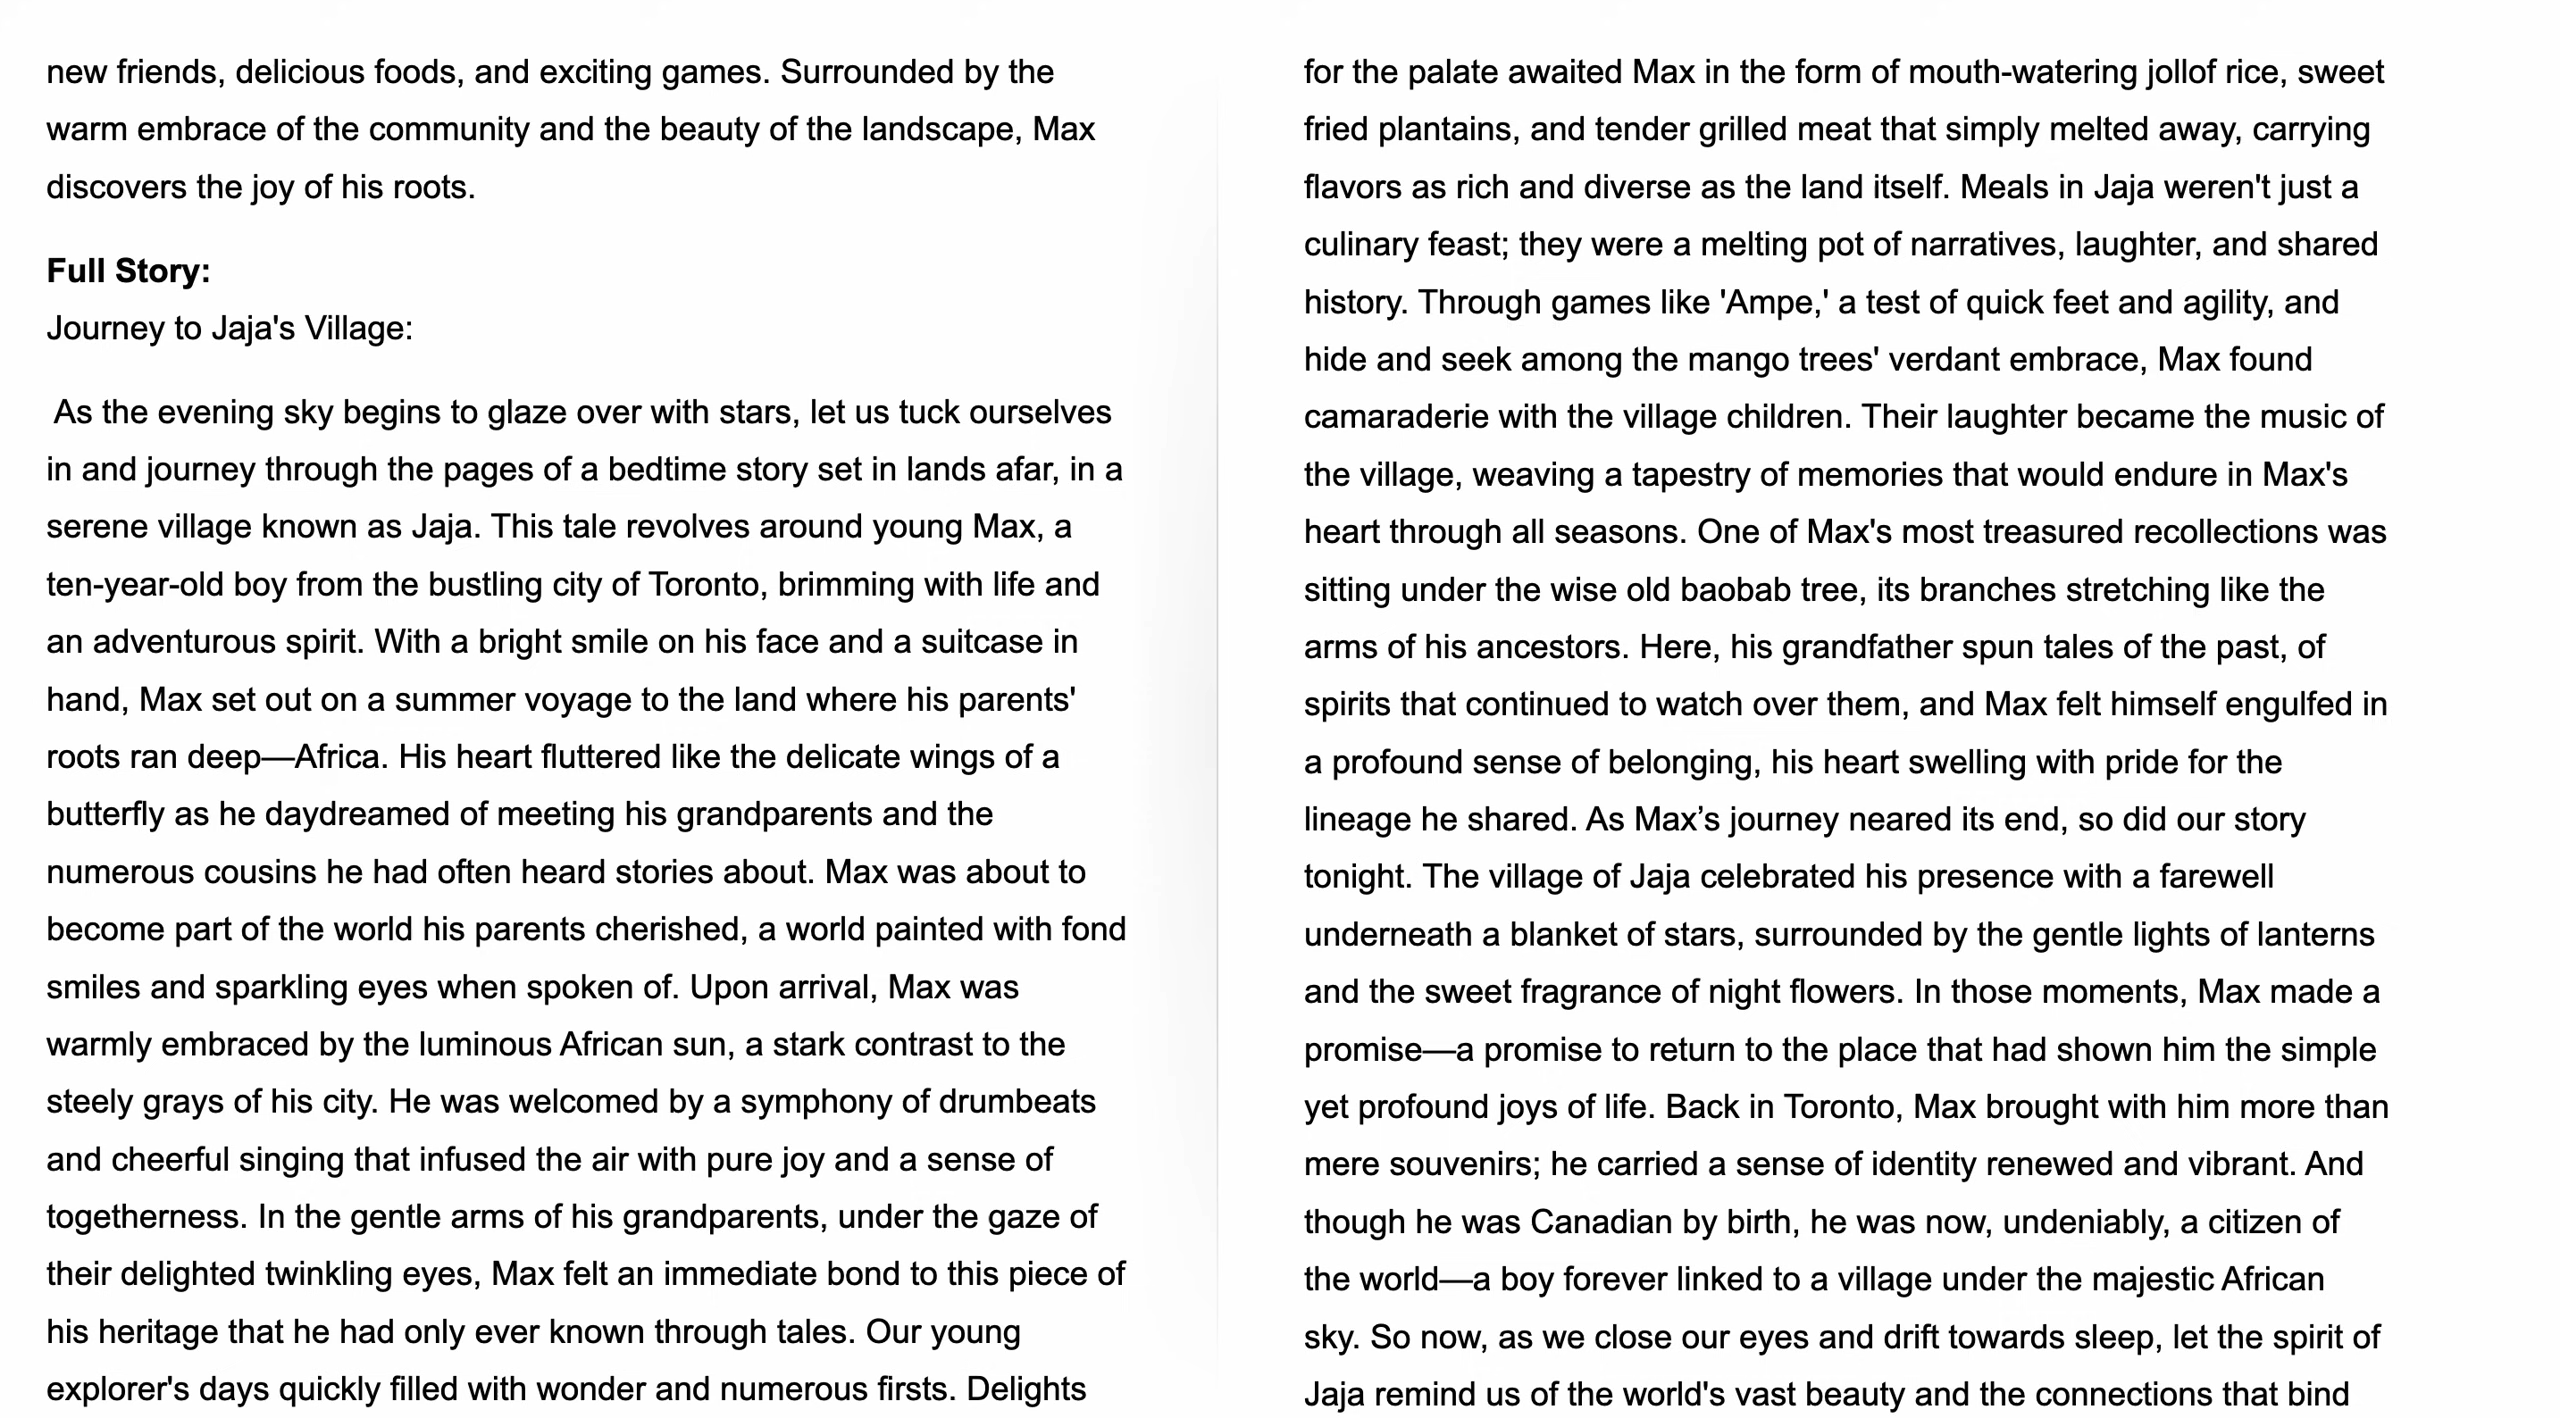 new friends, delicious foods, and exciting games. Surrounded by the
warm embrace of the community and the beauty of the landscape, Max
discovers the joy of his roots.
Full Story:
Journey to Jaja's Village:
As the evening sky begins to glaze over with stars, let us tuck ourselves
in and journey through the pages of a bedtime story set in lands afar, in a
serene village known as Jaja. This tale revolves around young Max, a
ten-year-old boy from the bustling city of Toronto, brimming with life and
an adventurous spirit. With a bright smile on his face and a suitcase in
hand, Max set out on a summer voyage to the land where his parents'
roots ran deep—Africa. His heart fluttered like the delicate wings of a
butterfly as he daydreamed of meeting his grandparents and the
numerous cousins he had often heard stories about. Max was about to
become part of the world his parents cherished, a world painted with fond
smiles and sparkling eyes when spoken of. Upon arrival, Max was
warmly embraced by the luminous African sun, a stark contrast to the
steely grays of his city. He was welcomed by a symphony of drumbeats
and cheerful singing that infused the air with pure joy and a sense of
togetherness. In the gentle arms of his grandparents, under the gaze of
their delighted twinkling eyes, Max felt an immediate bond to this piece of
his heritage that he had only ever known through tales. Our young
explorer's days quickly filled with wonder and numerous firsts. Delights
for the palate awaited Max in the form of mouth-watering jollof rice, sweet
fried plantains, and tender grilled meat that simply melted away, carrying
flavors as rich and diverse as the land itself. Meals in Jaja weren't just a
culinary feast; they were a melting pot of narratives, laughter, and shared
history. Through games like 'Ampe,' a test of quick feet and agility, and
hide and seek among the mango trees' verdant embrace, Max found
camaraderie with the village children. Their laughter became the music of
the village, weaving a tapestry of memories that would endure in Max's
heart through all seasons. One of Max's most treasured recollections was
sitting under the wise old baobab tree, its branches stretching like the
arms of his ancestors. Here, his grandfather spun tales of the past, of
spirits that continued to watch over them, and Max felt himself engulfed in
a profound sense of belonging, his heart swelling with pride for the
lineage he shared. As Max’s journey neared its end, so did our story
tonight. The village of Jaja celebrated his presence with a farewell
underneath a blanket of stars, surrounded by the gentle lights of lanterns
and the sweet fragrance of night flowers. In those moments, Max made a
promise—a promise to return to the place that had shown him the simple
yet profound joys of life. Back in Toronto, Max brought with him more than
mere souvenirs; he carried a sense of identity renewed and vibrant. And
though he was Canadian by birth, he was now, undeniably, a citizen of
the world—a boy forever linked to a village under the majestic African
sky. So now, as we close our eyes and drift towards sleep, let the spirit of
Jaja remind us of the world's vast beauty and the connections that bind